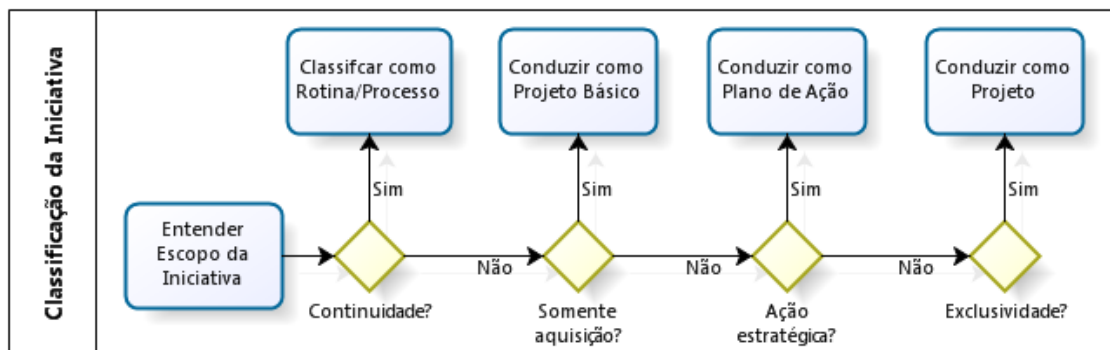 Classificação da Iniciativa
Entender
Escopo da
Iniciativa
Continuidade?
Sim
Classifcar como
Rotina/Processo
Não
Somente
aquisição?
Sim
Conduzir como
Projeto Básico
Não
Ação
estratégica?
Sim
Conduzir como
Plano de Ação
Não
Exclusividade?
Sim
Conduzir como
Projeto